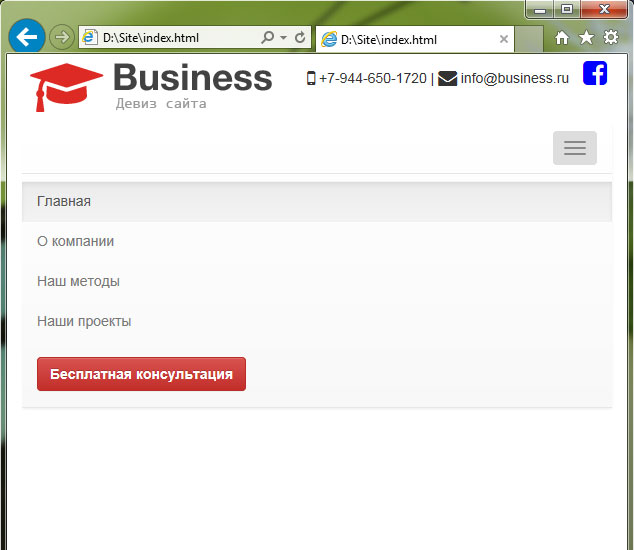 D:\Site\index.html
D:\Site\index.html
Business
Девиз сайта
+7-944-650-1720 | info@business.ru
Главная
О компании
Наш методы
Наши проекты
Бесплатная консультация